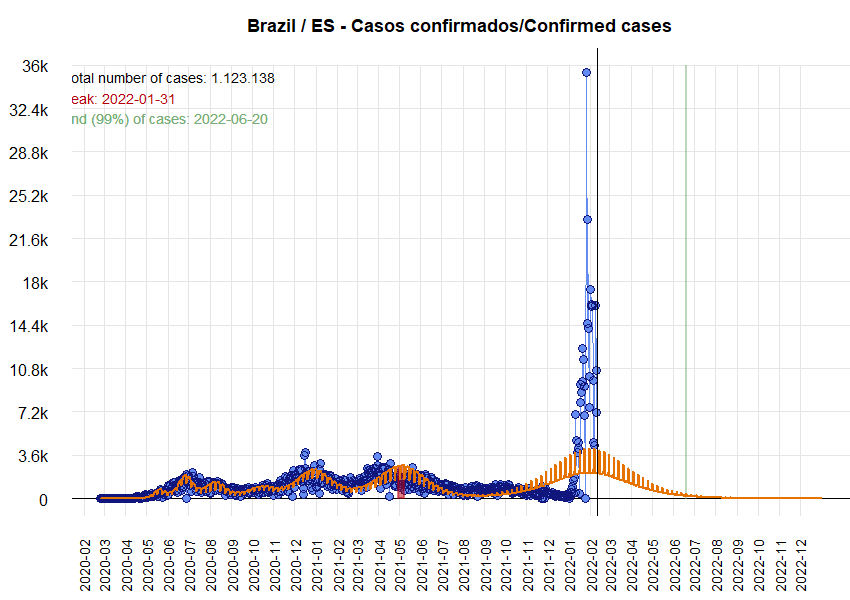 Brazil / ES - Casos confirmados/Confirmed cases
36k
32.4k
28.8k
25.2k
21.6k
18k
14.4k
10.8k
7.2k
3.6k
0
otal number of cases: 1.123.138
eak: 2022-01-31
nd (99%) of cases: 2022-06-20
2020-02
2020-03
2020-04
2020-05
2020-06
2020-07
2020-08
2020-09
2020-10
2020-11
2020-12
2021-01
2021-02
2021-03
2021-04
2021-05
2021-06
2021-07
2021-08
2021-09
2021-10
2021-11
2021-12
2022-01
2022-02
2022-03
2022-04
2022-05
2022-06
2022-07
2022-08
2022-09
2022-10
2022-11
2022-12